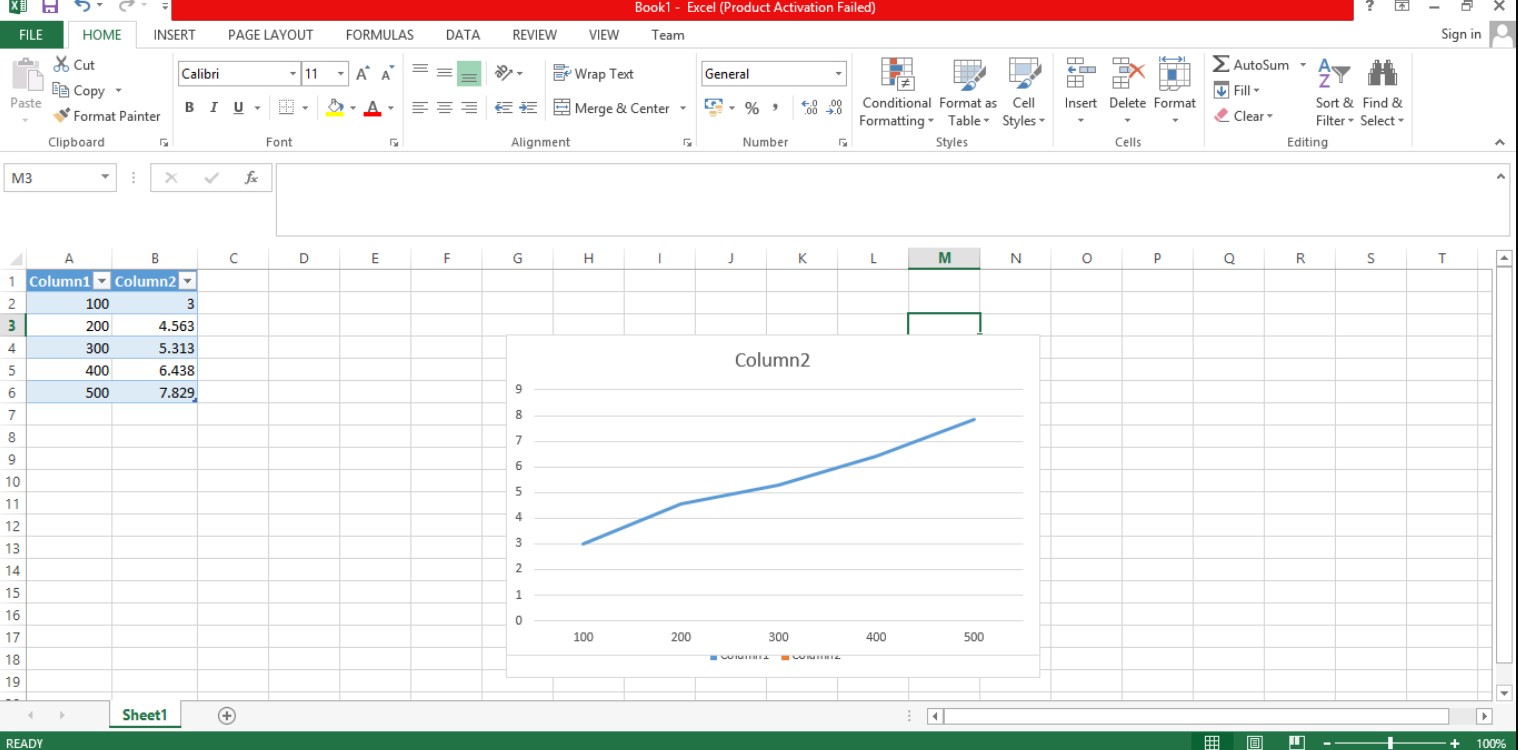 Book1 - Excel (Product Activation Failed)
?
FILE HOME INSERT PAGE LAYOUT FORMULAS DATA REVIEW VIEW Team Sign in
Cut
Copy
Format Painter
Paste
Clipboard
Calibri 11
B I U
Font
Wrap Text
Merge & Center
Alignment
General
% ,
Number
Conditional Formatting
Format as Table
Cell Styles
Styles
Insert Delete Format
Cells
AutoSum
Fill
Clear
Sort & Filter
Find & Select
Editing
M3 fx
A B C D E F G H I J K L M N O P Q R S T
1 Column1 Column2
2 100 3
3 200 4.563
4 300 5.313
5 400 6.438
6 500 7.829
7
8
9
10
11
12
13
14
15
16
17
18
19
Column2
9
8
7
6
5
4
3
2
1
0
100 200 300 400 500
Column1 Column2
Sheet1
READY 100%